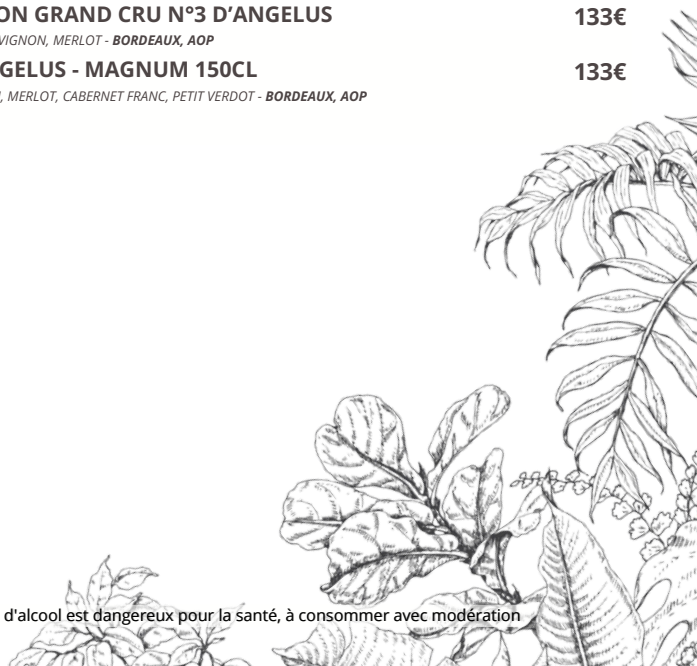 ON GRAND CRU N°3 D’ANGELUS 133€
VIGNON, MERLOT - BORDEAUX, AOP
GELUS - MAGNUM 150CL 133€
, MERLOT, CABERNET FRANC, PETIT VERDOT - BORDEAUX, AOP
d'alcool est dangereux pour la santé, à consommer avec modération